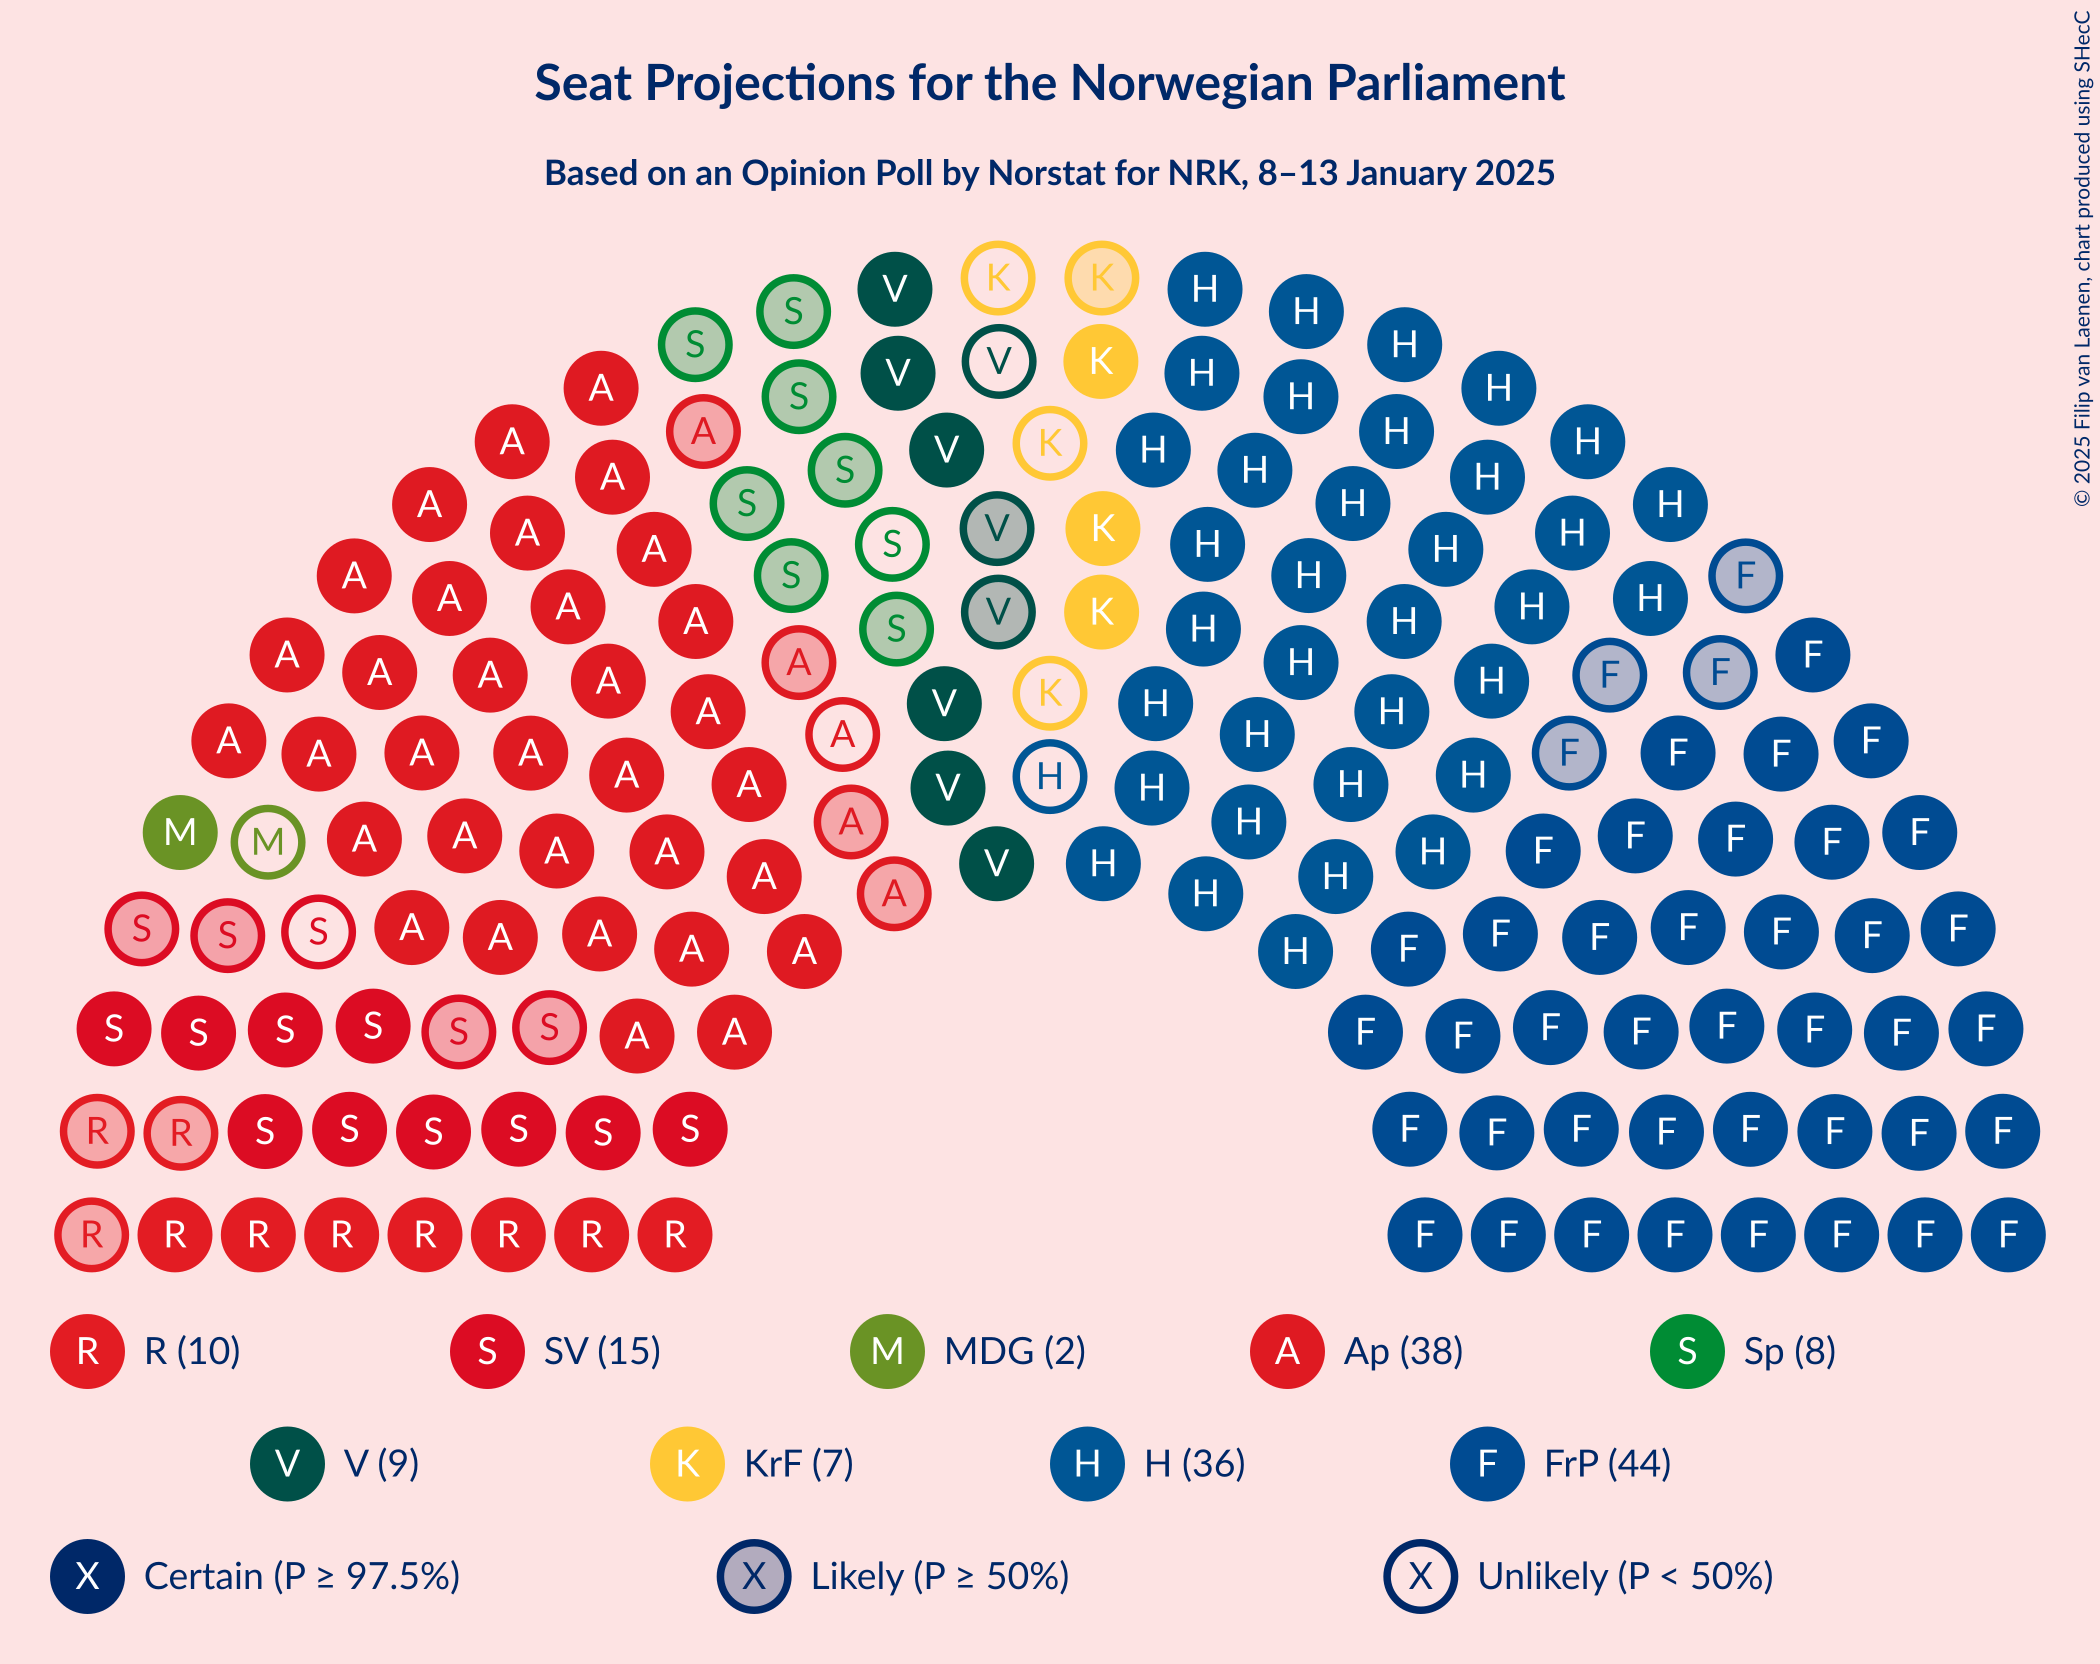 Seat Projections for the Norwegian Parliament
Based on an Opinion Poll by Norstat for NRK, 8–13 January 2025
© 2025 Filip van Laenen, chart produced using SHecC
K K
V H
S H
S H
V V K H
A S H H
A H
A V K H H
A A S H
A S H H
A V K H F
A A S H H
A S H
A A S H H
A A V K H F
A A S H H
A A A H H F F
A A V K H H
A A A H F
A A A H H F F
A A V H H H
M A A A H F F
M A A A V H H F F
S A A A H H F F
S S A A A A H F F F F
S S S S S S A A F F F F F F F F
R R S S S S S S F F F F F F F F
R R R R R R R R F F F F F F F F
R R (10) S SV (15) M MDG (2) A Ap (38) S Sp (8)
V V (9) K KrF (7) H H (36) F FrP (44)
X Certain (P ≥ 97.5%) X Likely (P ≥ 50%) X Unlikely (P < 50%)